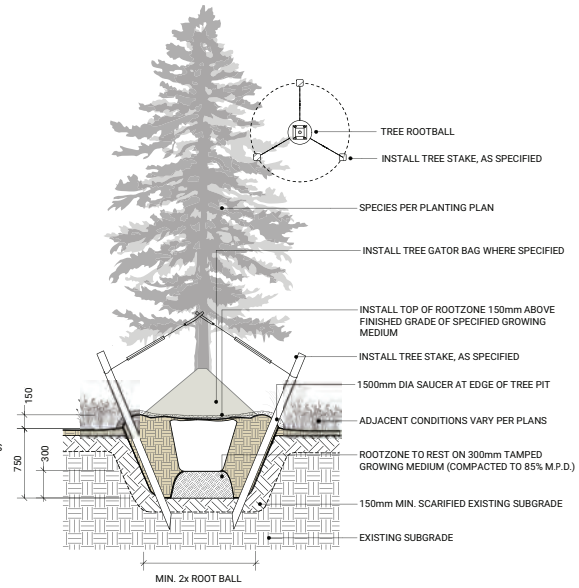 TREE ROOTBALL
INSTALL TREE STAKE, AS SPECIFIED
SPECIES PER PLANTING PLAN
INSTALL TREE GATOR BAG WHERE SPECIFIED
INSTALL TOP OF ROOTZONE 150mm ABOVE
FINISHED GRADE OF SPECIFIED GROWING
MEDIUM
INSTALL TREE STAKE, AS SPECIFIED
1500mm DIA SAUCER AT EDGE OF TREE PIT
ADJACENT CONDITIONS VARY PER PLANS
ROOTZONE TO REST ON 300mm TAMPED
GROWING MEDIUM (COMPACTED TO 85% M.P.D.)
150mm MIN. SCARIFIED EXISTING SUBGRADE
EXISTING SUBGRADE
150
750
300
MIN. 2x ROOT BALL